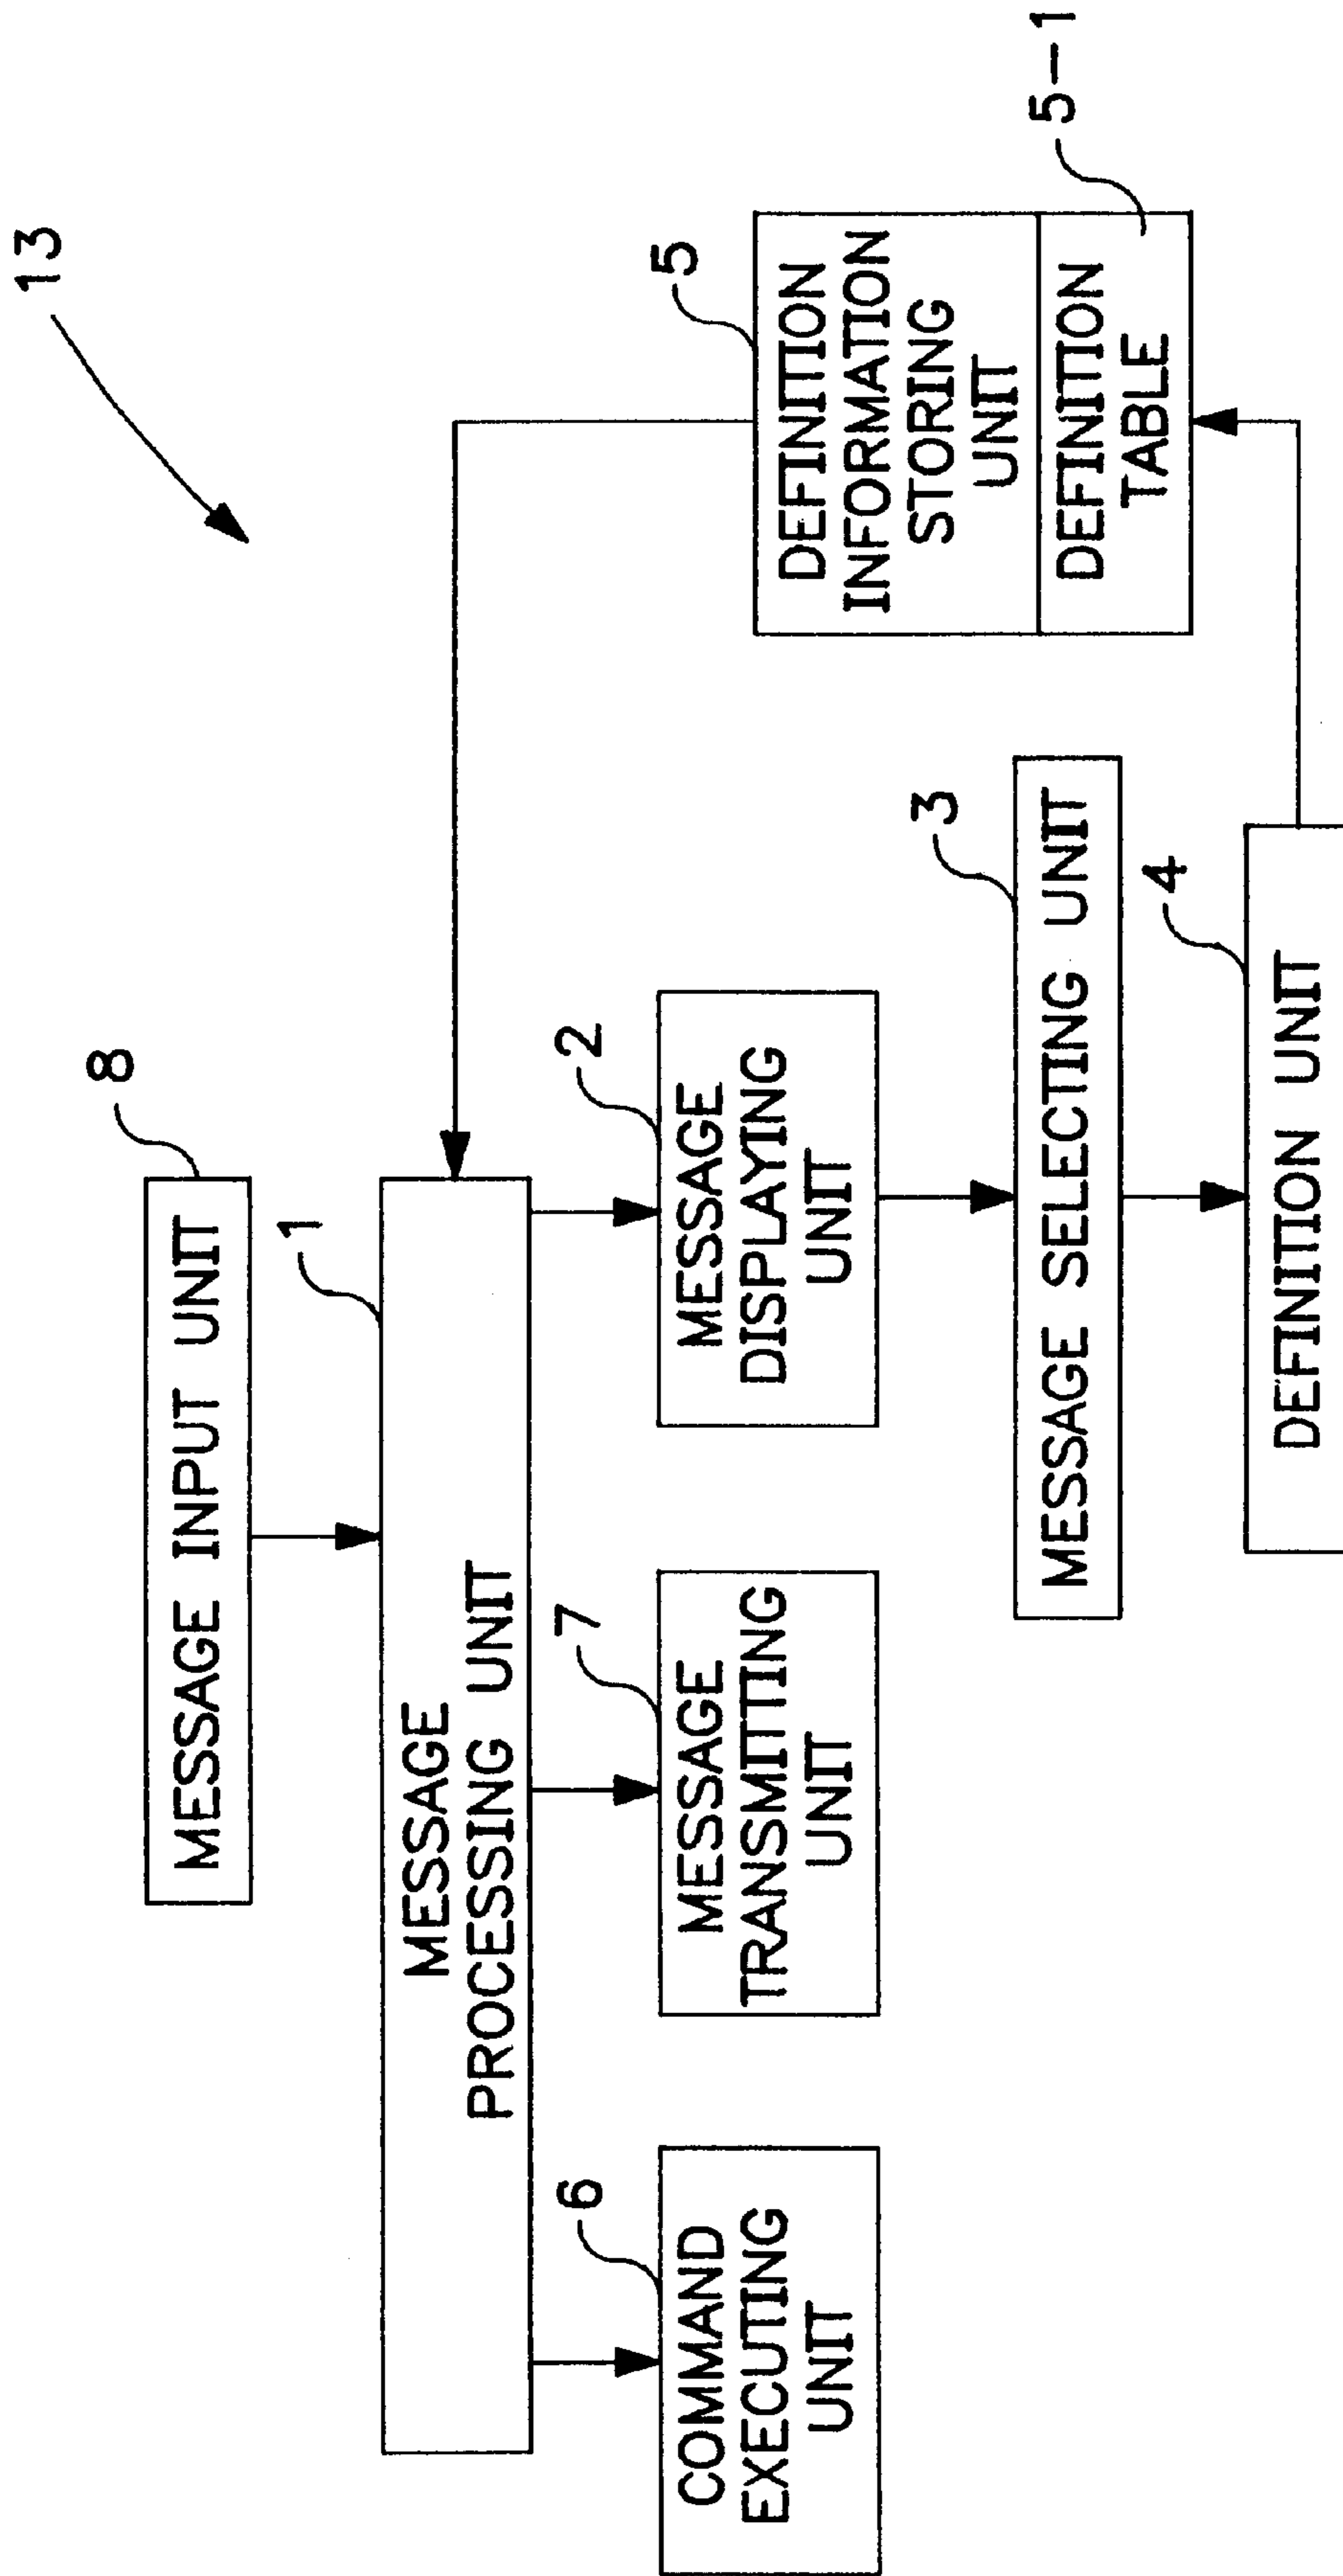 13
8
MESSAGE INPUT UNIT
1
MESSAGE
PROCESSING UNIT
6
COMMAND
EXECUTING
UNIT
7
MESSAGE
TRANSMITTING
UNIT
2
MESSAGE
DISPLAYING
UNIT
5
DEFINITION
INFORMATION
STORING
UNIT
DEFINITION
TABLE
5-1
3
MESSAGE SELECTING UNIT
4
DEFINITION UNIT